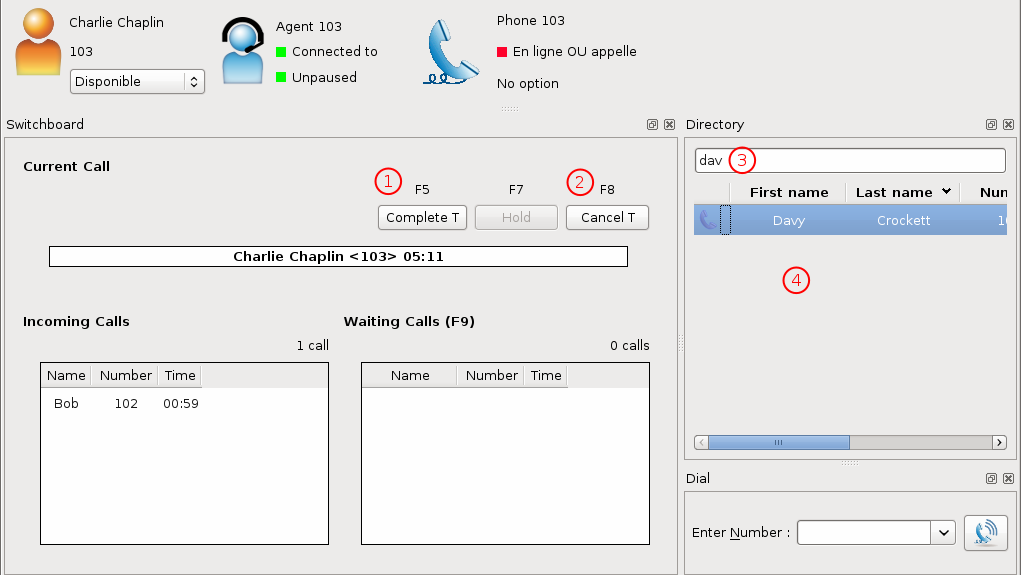 Charlie Chaplin
103
Disponible
Agent 103
Connected to
Unpaused
Phone 103
En ligne OU appelle
No option
Switchboard
Current Call
1 F5 F7 2 F8
Complete T Hold Cancel T
Charlie Chaplin <103> 05:11
Incoming Calls
1 call
Name Number Time
Bob 102 00:59
Waiting Calls (F9)
0 calls
Name Number Time
Directory
dav 3
First name Last name Nun
Davy Crockett
4
Dial
Enter Number :